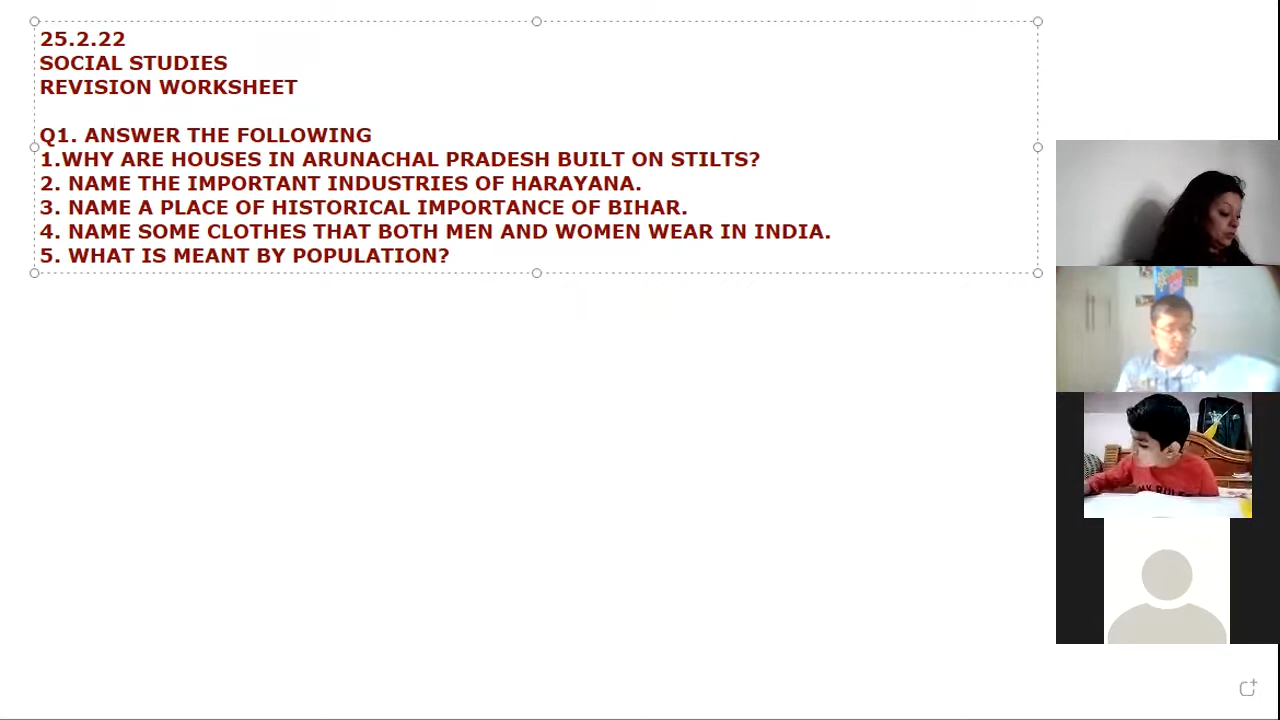 25.2.22
SOCIAL STUDIES
REVISION WORKSHEET
Q1. ANSWER THE FOLLOWING
1.WHY ARE HOUSES IN ARUNACHAL PRADESH BUILT ON STILTS?
2. NAME THE IMPORTANT INDUSTRIES OF HARAYANA.
3. NAME A PLACE OF HISTORICAL IMPORTANCE OF BIHAR.
4. NAME SOME CLOTHES THAT BOTH MEN AND WOMEN WEAR IN INDIA.
5. WHAT IS MEANT BY POPULATION?